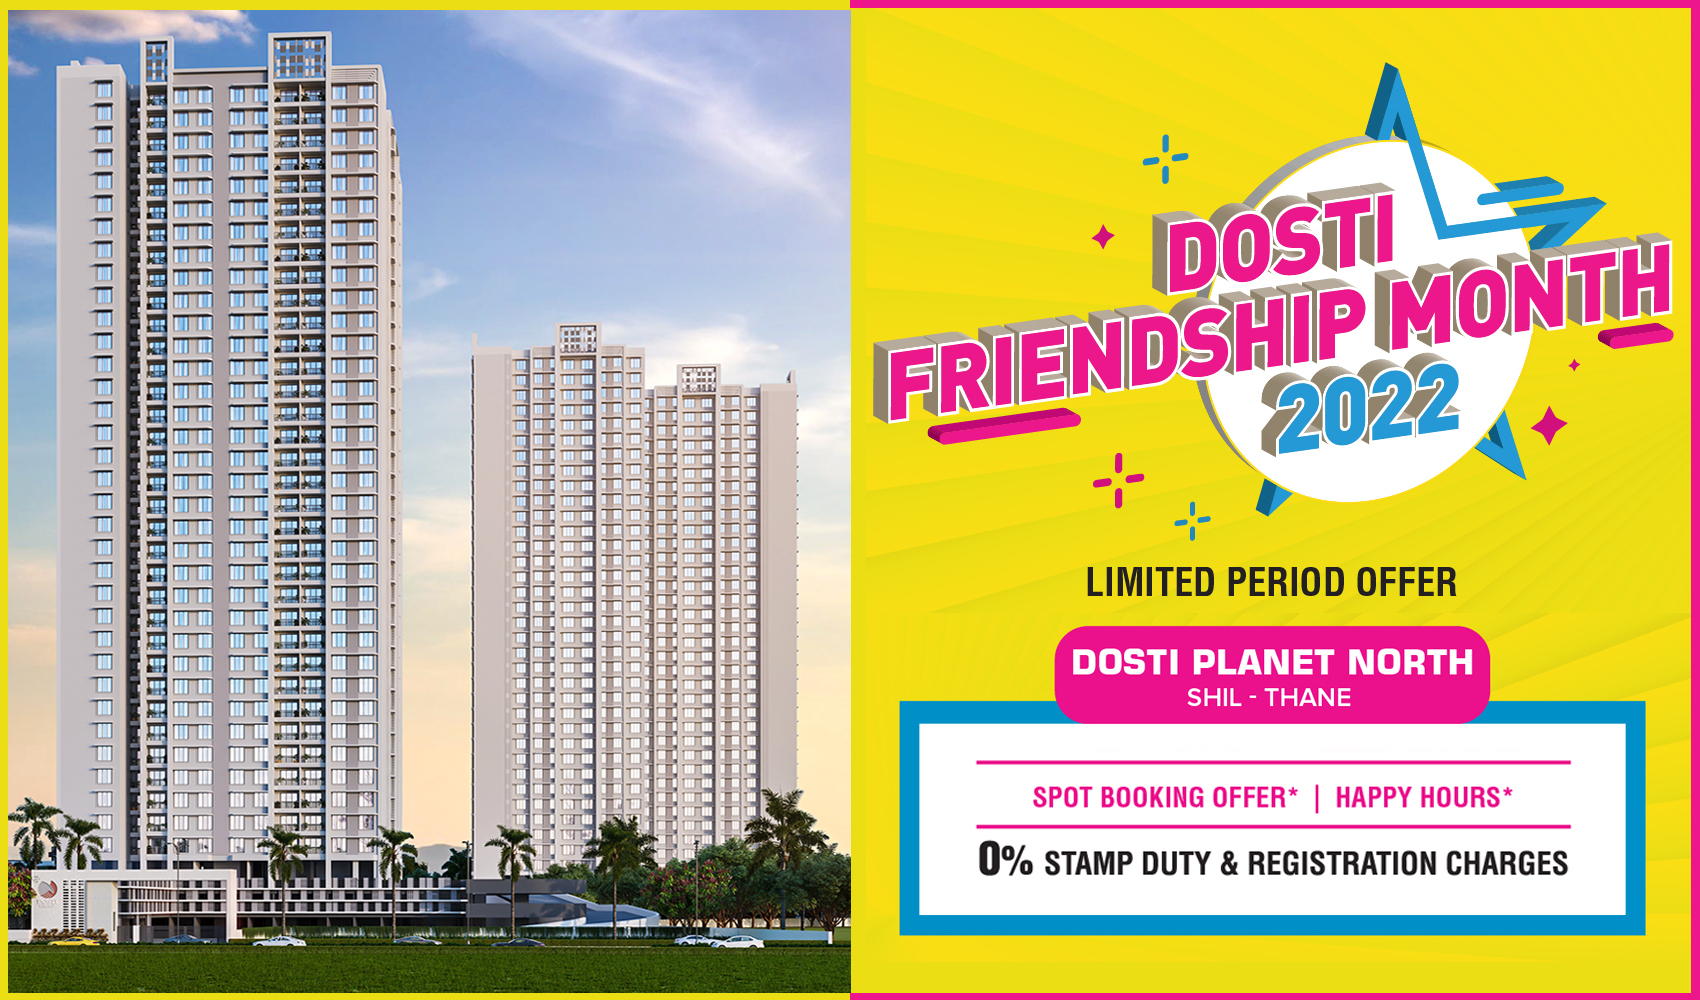 DOSTI
FRIENDSHIP MONTH
2022
LIMITED PERIOD OFFER
DOSTI PLANET NORTH
SHIL - THANE
SPOT BOOKING OFFER* | HAPPY HOURS*
0% STAMP DUTY & REGISTRATION CHARGES